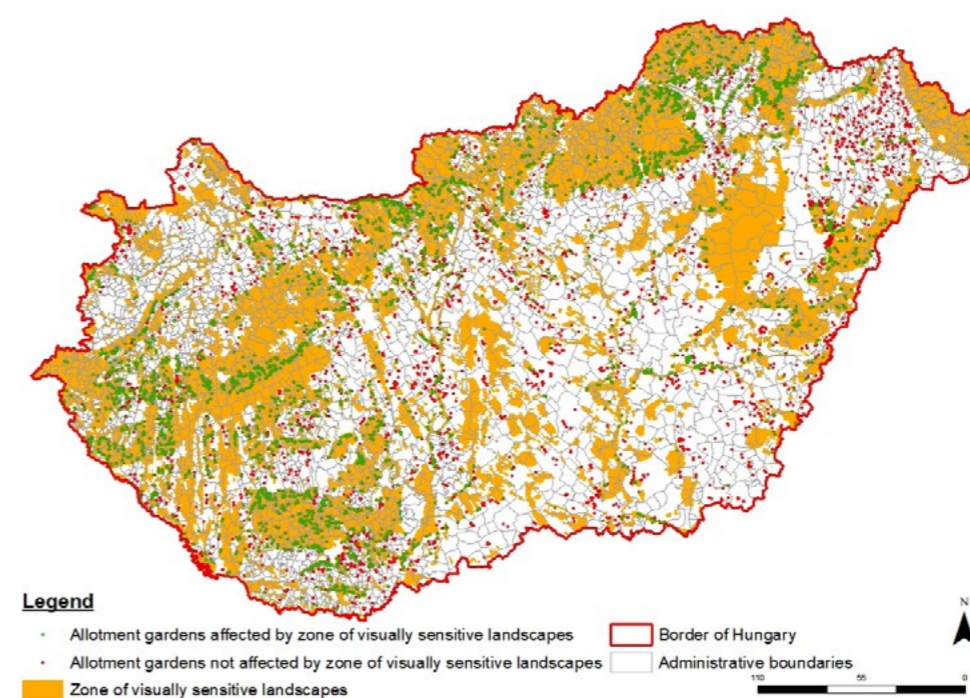 Legend
Allotment gardens affected by zone of visually sensitive landscapes
Border of Hungary
Allotment gardens not affected by zone of visually sensitive landscapes
Administrative boundaries
Zone of visually sensitive landscapes
N
110 55 0